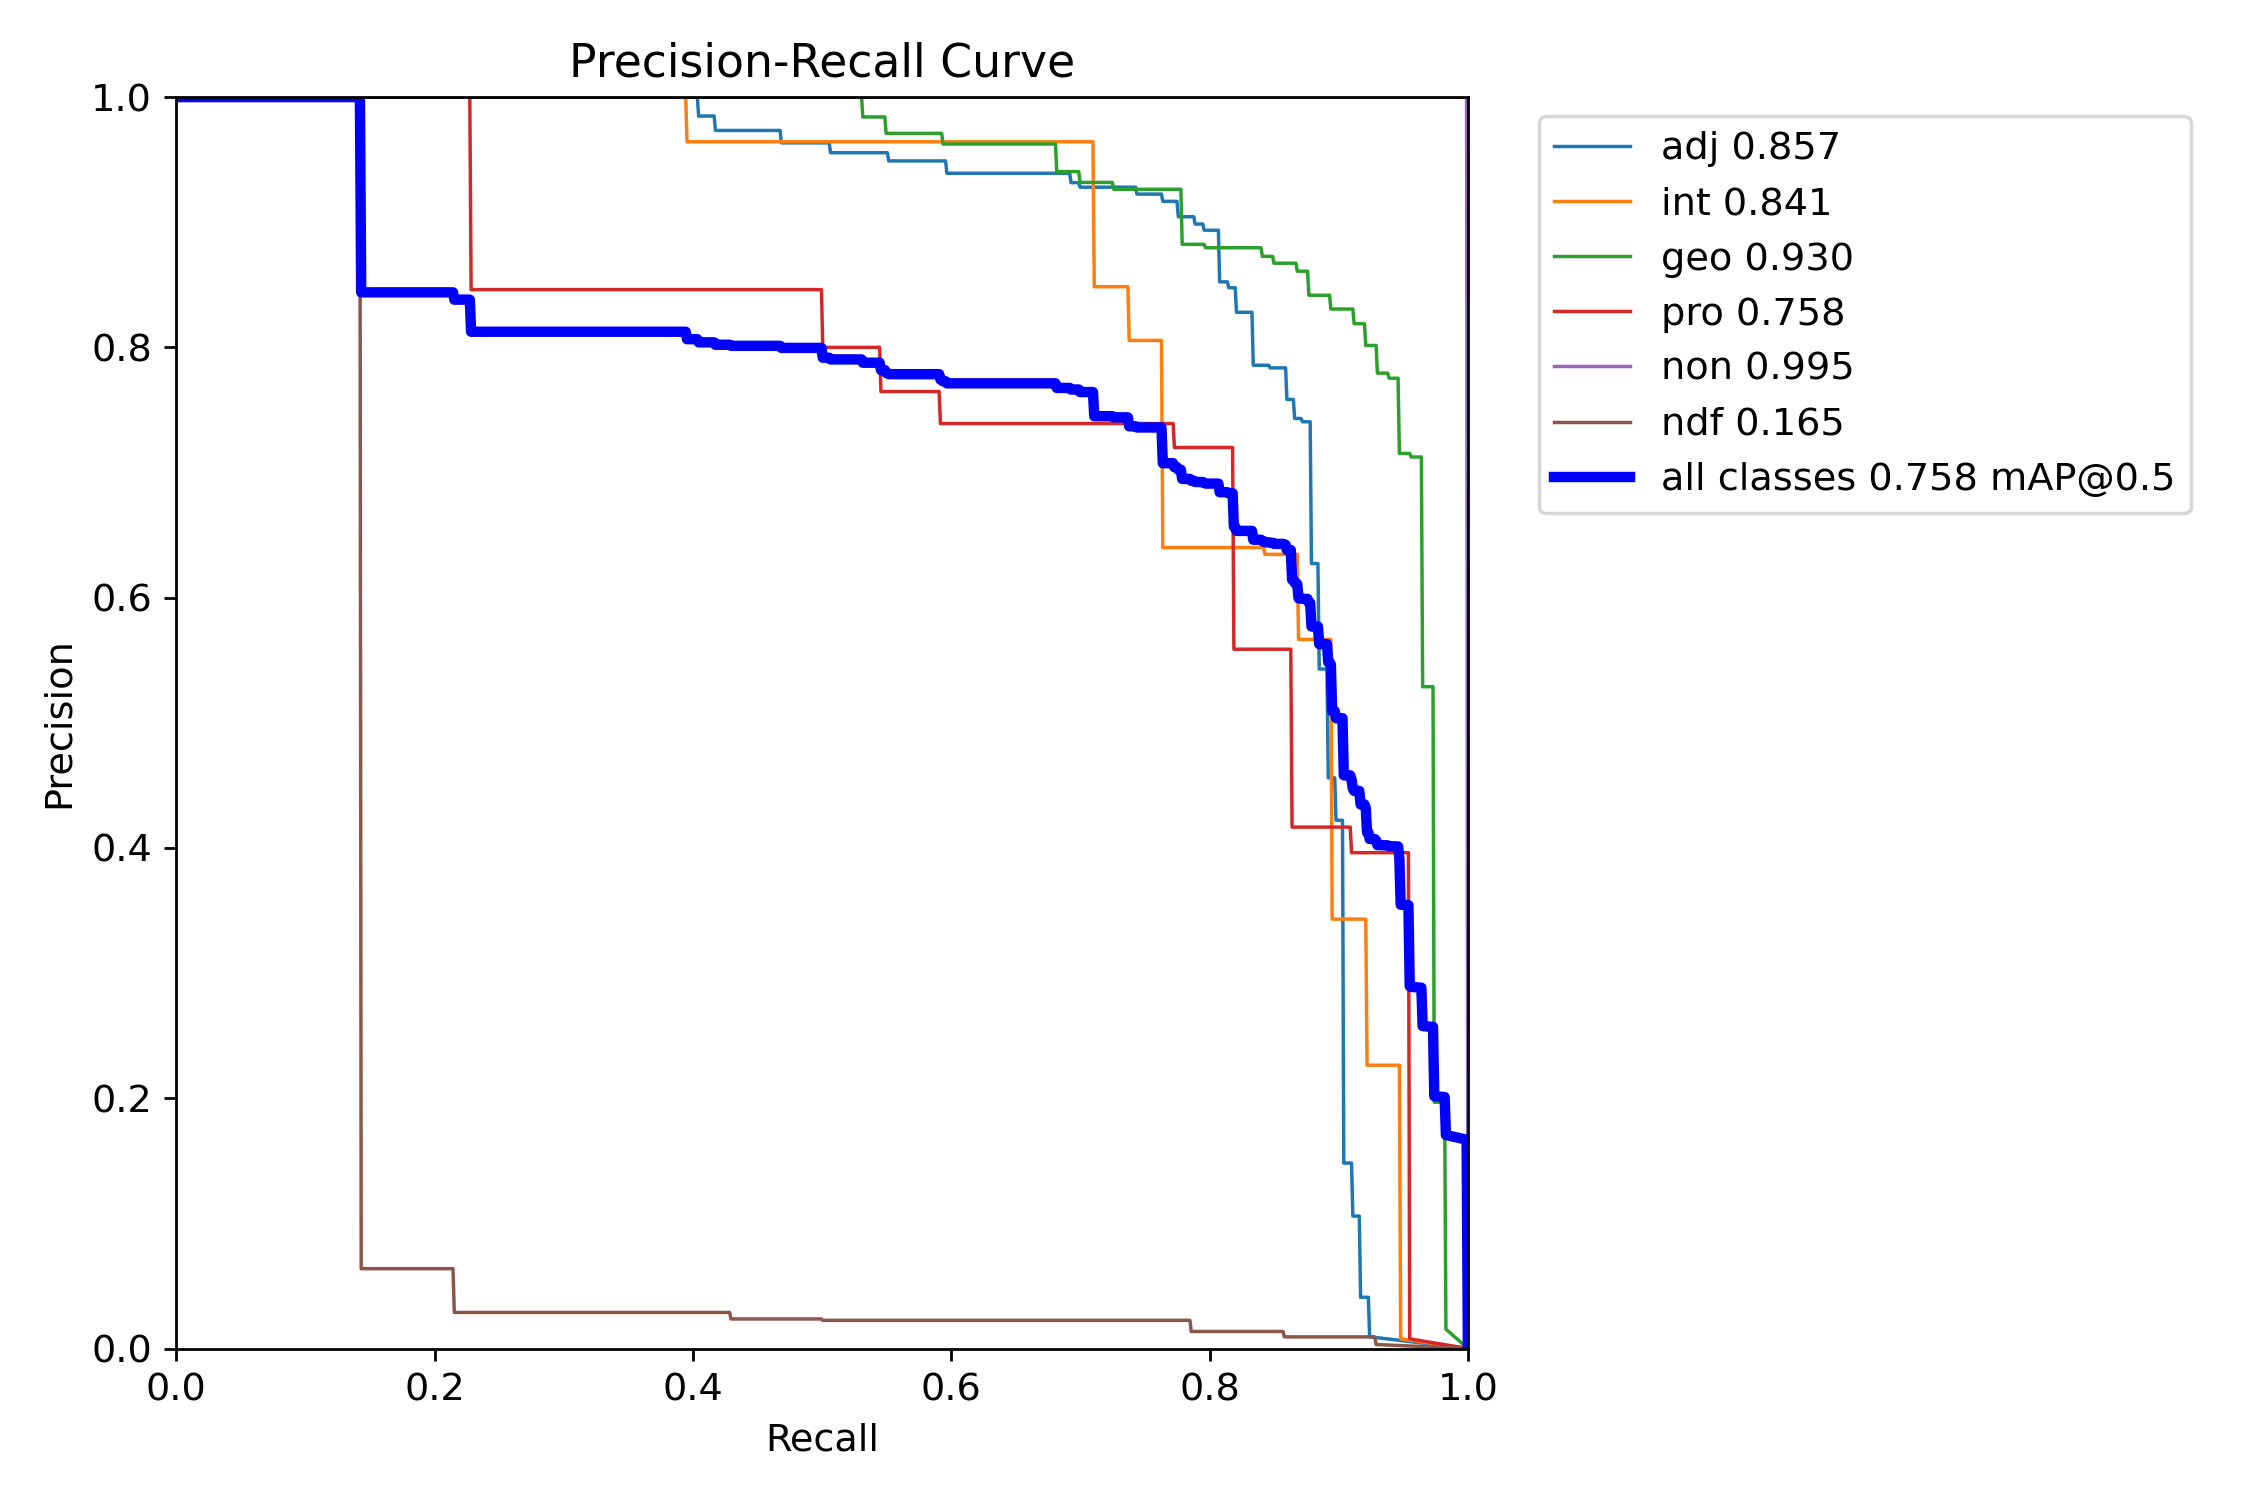 Precision-Recall Curve
1.0
0.8
0.6
0.4
0.2
0.0
Precision
0.0 0.2 0.4 0.6 0.8 1.0
Recall
adj 0.857
int 0.841
geo 0.930
pro 0.758
non 0.995
ndf 0.165
all classes 0.758 mAP@0.5